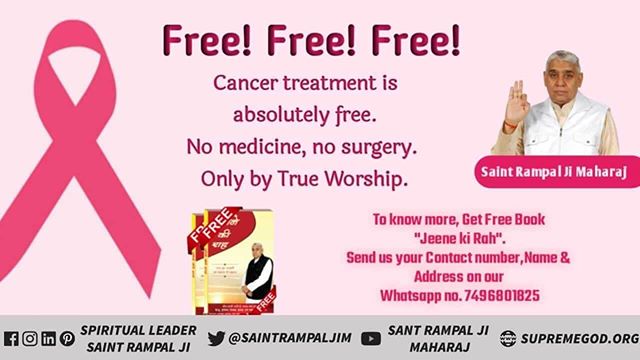 Free! Free! Free!
Cancer treatment is
absolutely free.
No medicine, no surgery.
Only by True Worship.
Saint Rampal Ji Maharaj
FREE
FREE
की
राह
To know more, Get Free Book
"Jeene ki Rah".
Send us your Contact number,Name &
Address on our
Whatsapp no. 7496801825
SPIRITUAL LEADER
SAINT RAMPAL JI
@SAINTRAMPALJIM
SANT RAMPAL JI
MAHARAJ
SUPREMEGOD.ORG